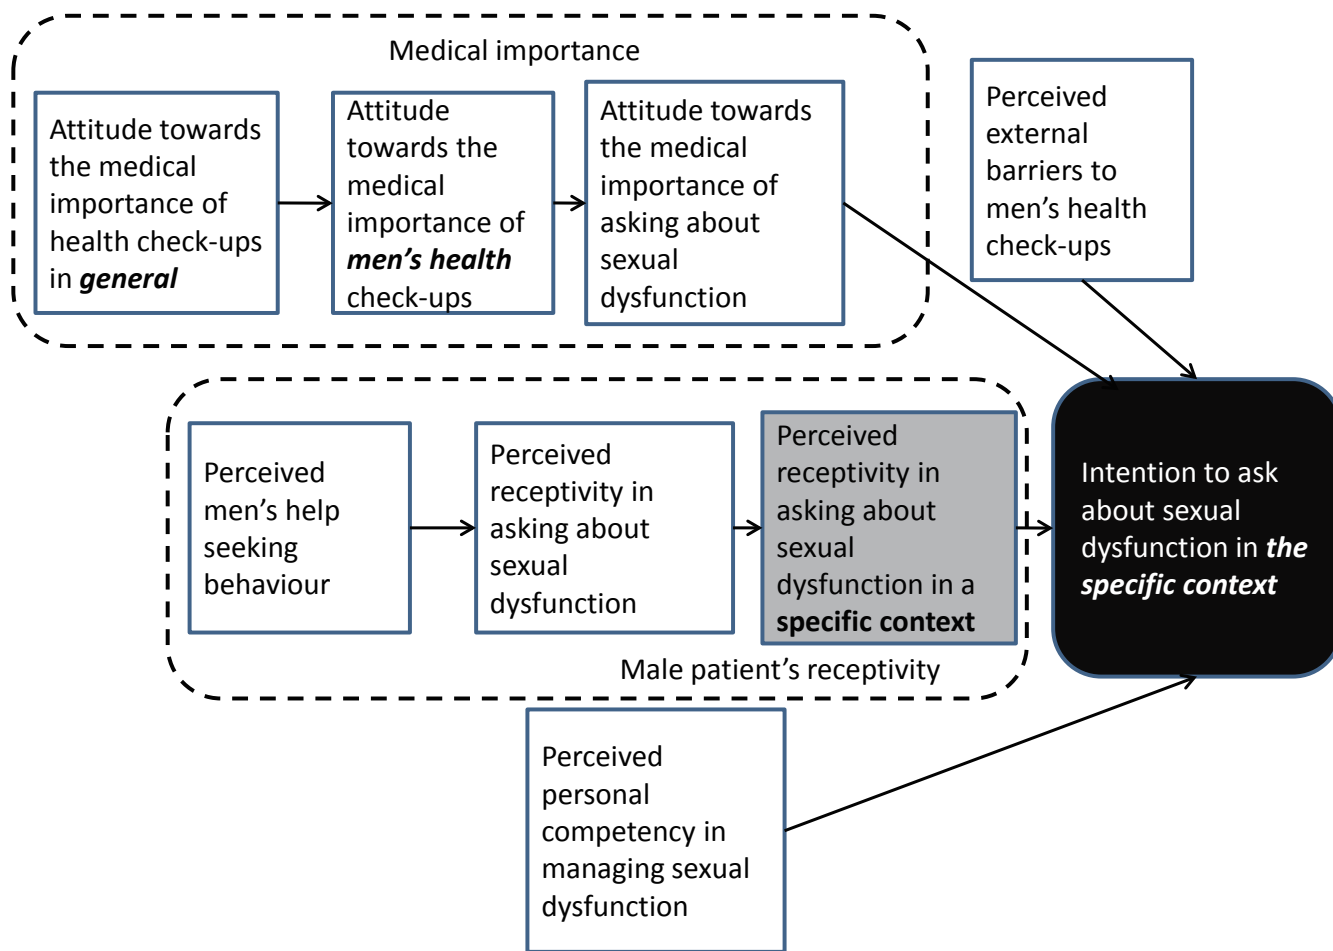 Medical importance
Attitude towards
the medical
importance of
health check-ups
in general
Attitude
towards the
medical
importance of
men’s health
check-ups
Attitude towards
the medical
importance of
asking about
sexual
dysfunction
Perceived
external
barriers to
men’s health
check-ups
Perceived
men’s help
seeking
behaviour
Perceived
receptivity in
asking about
sexual
dysfunction
Perceived
receptivity in
asking about
sexual
dysfunction in a
specific context
Intention to ask
about sexual
dysfunction in the
specific context
Male patient’s receptivity
Perceived
personal
competency in
managing sexual
dysfunction